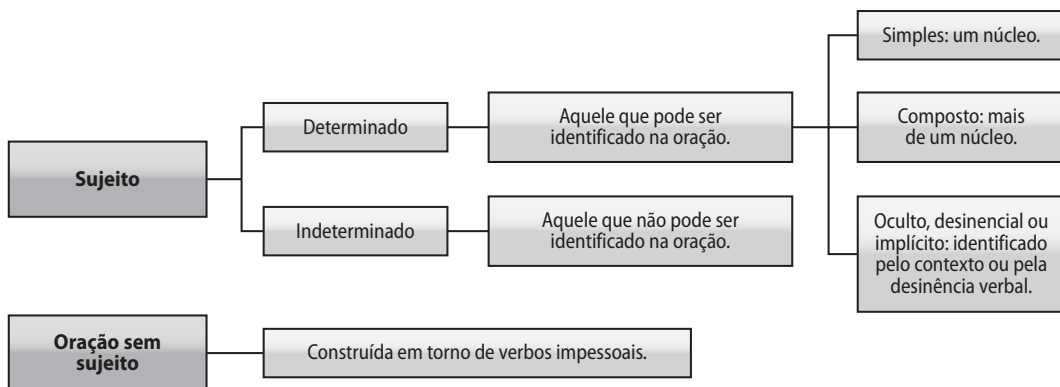 Sujeito
Determinado
Aquele que pode ser
identificado na oração.
Simples: um núcleo.
Composto: mais
de um núcleo.
Oculto, desinencial ou
implícito: identificado
pelo contexto ou pela
desinência verbal.
Indeterminado
Aquele que não pode ser
identificado na oração.
Oração sem
sujeito
Construída em torno de verbos impessoais.